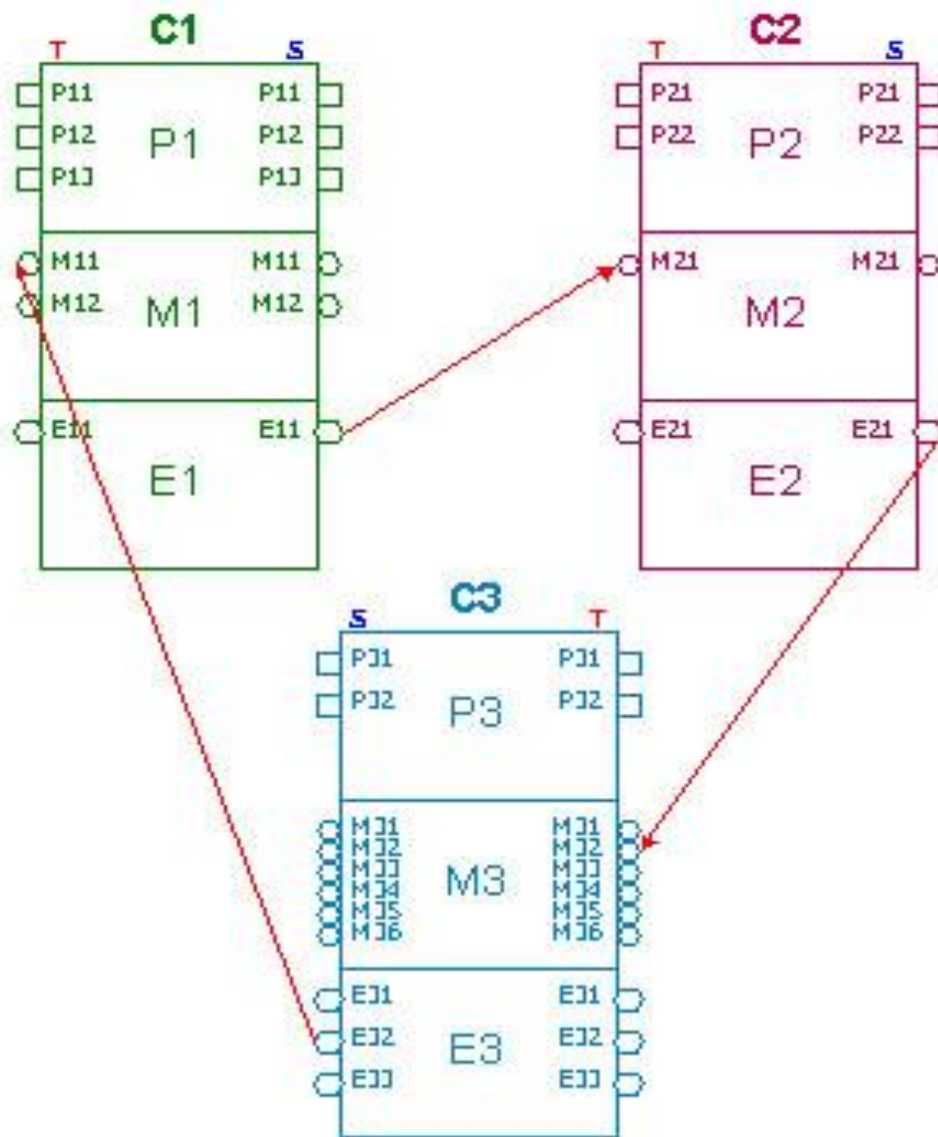 C1
T S
P11 P11
P12 P1 P12
P13 P13
M11 M11
M12 M1 M12
E11 E11
E1
C2
T S
P21 P21
P22 P2 P22
M21 M21
M2
E21 E21
E2
C3
S T
P31 P31
P32 P3 P32
M31 M31
M32 M32
M33 M33
M34 M3 M34
M35 M35
M36 M36
E31 E31
E32 E3 E32
E33 E33